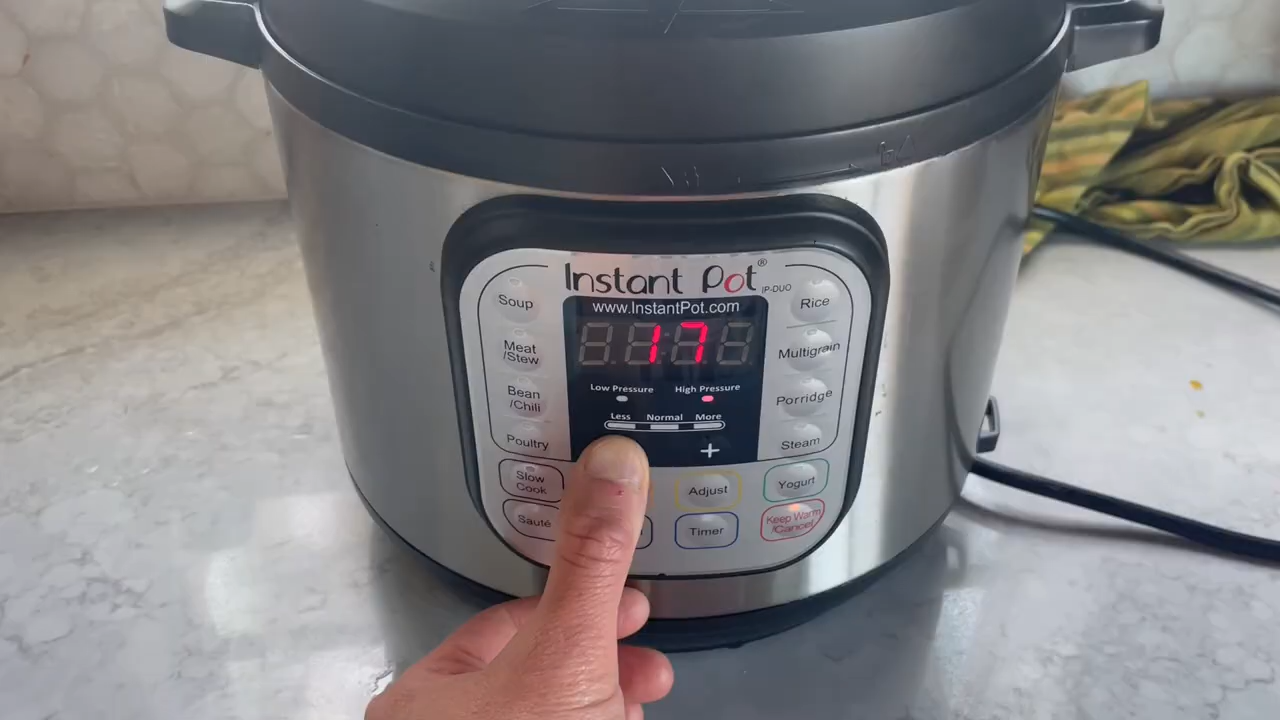 Instant Pot®
IP-DUO
www.InstantPot.com
17
Low Pressure High Pressure
Less Normal More
+
Soup
Meat
/Stew
Bean
/Chili
Poultry
Slow
Cook
Sauté
Rice
Multigrain
Porridge
Steam
Adjust
Yogurt
Timer
Keep Warm
/Cancel